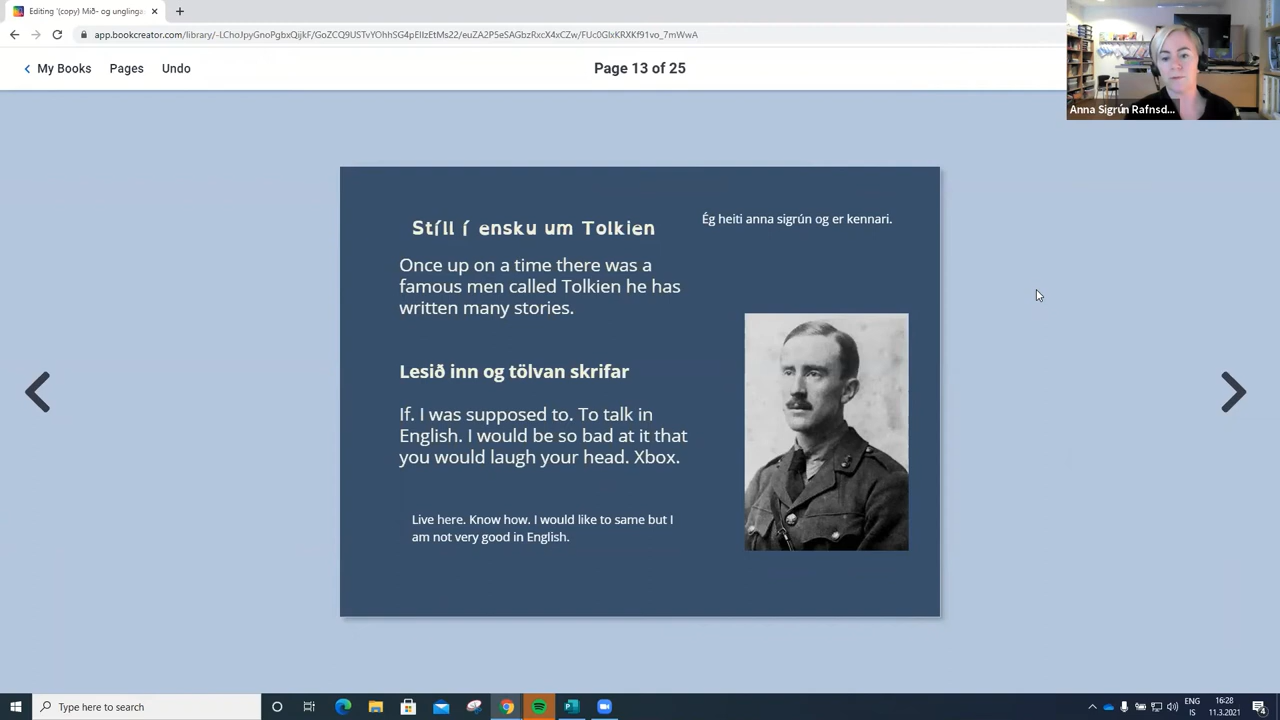 Editing '(copy) Mið- og unglinga
app.bookcreator.com/library/-LChoJpyGnoPgbxQijkF/
My Books
Pages
Undo
Page 13 of 25
Anna Sigrún Rafnsd...
Stíll í ensku um Tolkien
Ég heiti anna sigrún og er kennari.
Once up on a time there was a
famous men called Tolkien he has
written many stories.
Lesið inn og tölvan skrifar
If. I was supposed to. To talk in
English. I would be so bad at it that
you would laugh your head. Xbox.
Live here. Know how. I would like to same but I
am not very good in English.
Type here to search
ENG
IS
16:28
11.3.2021
4